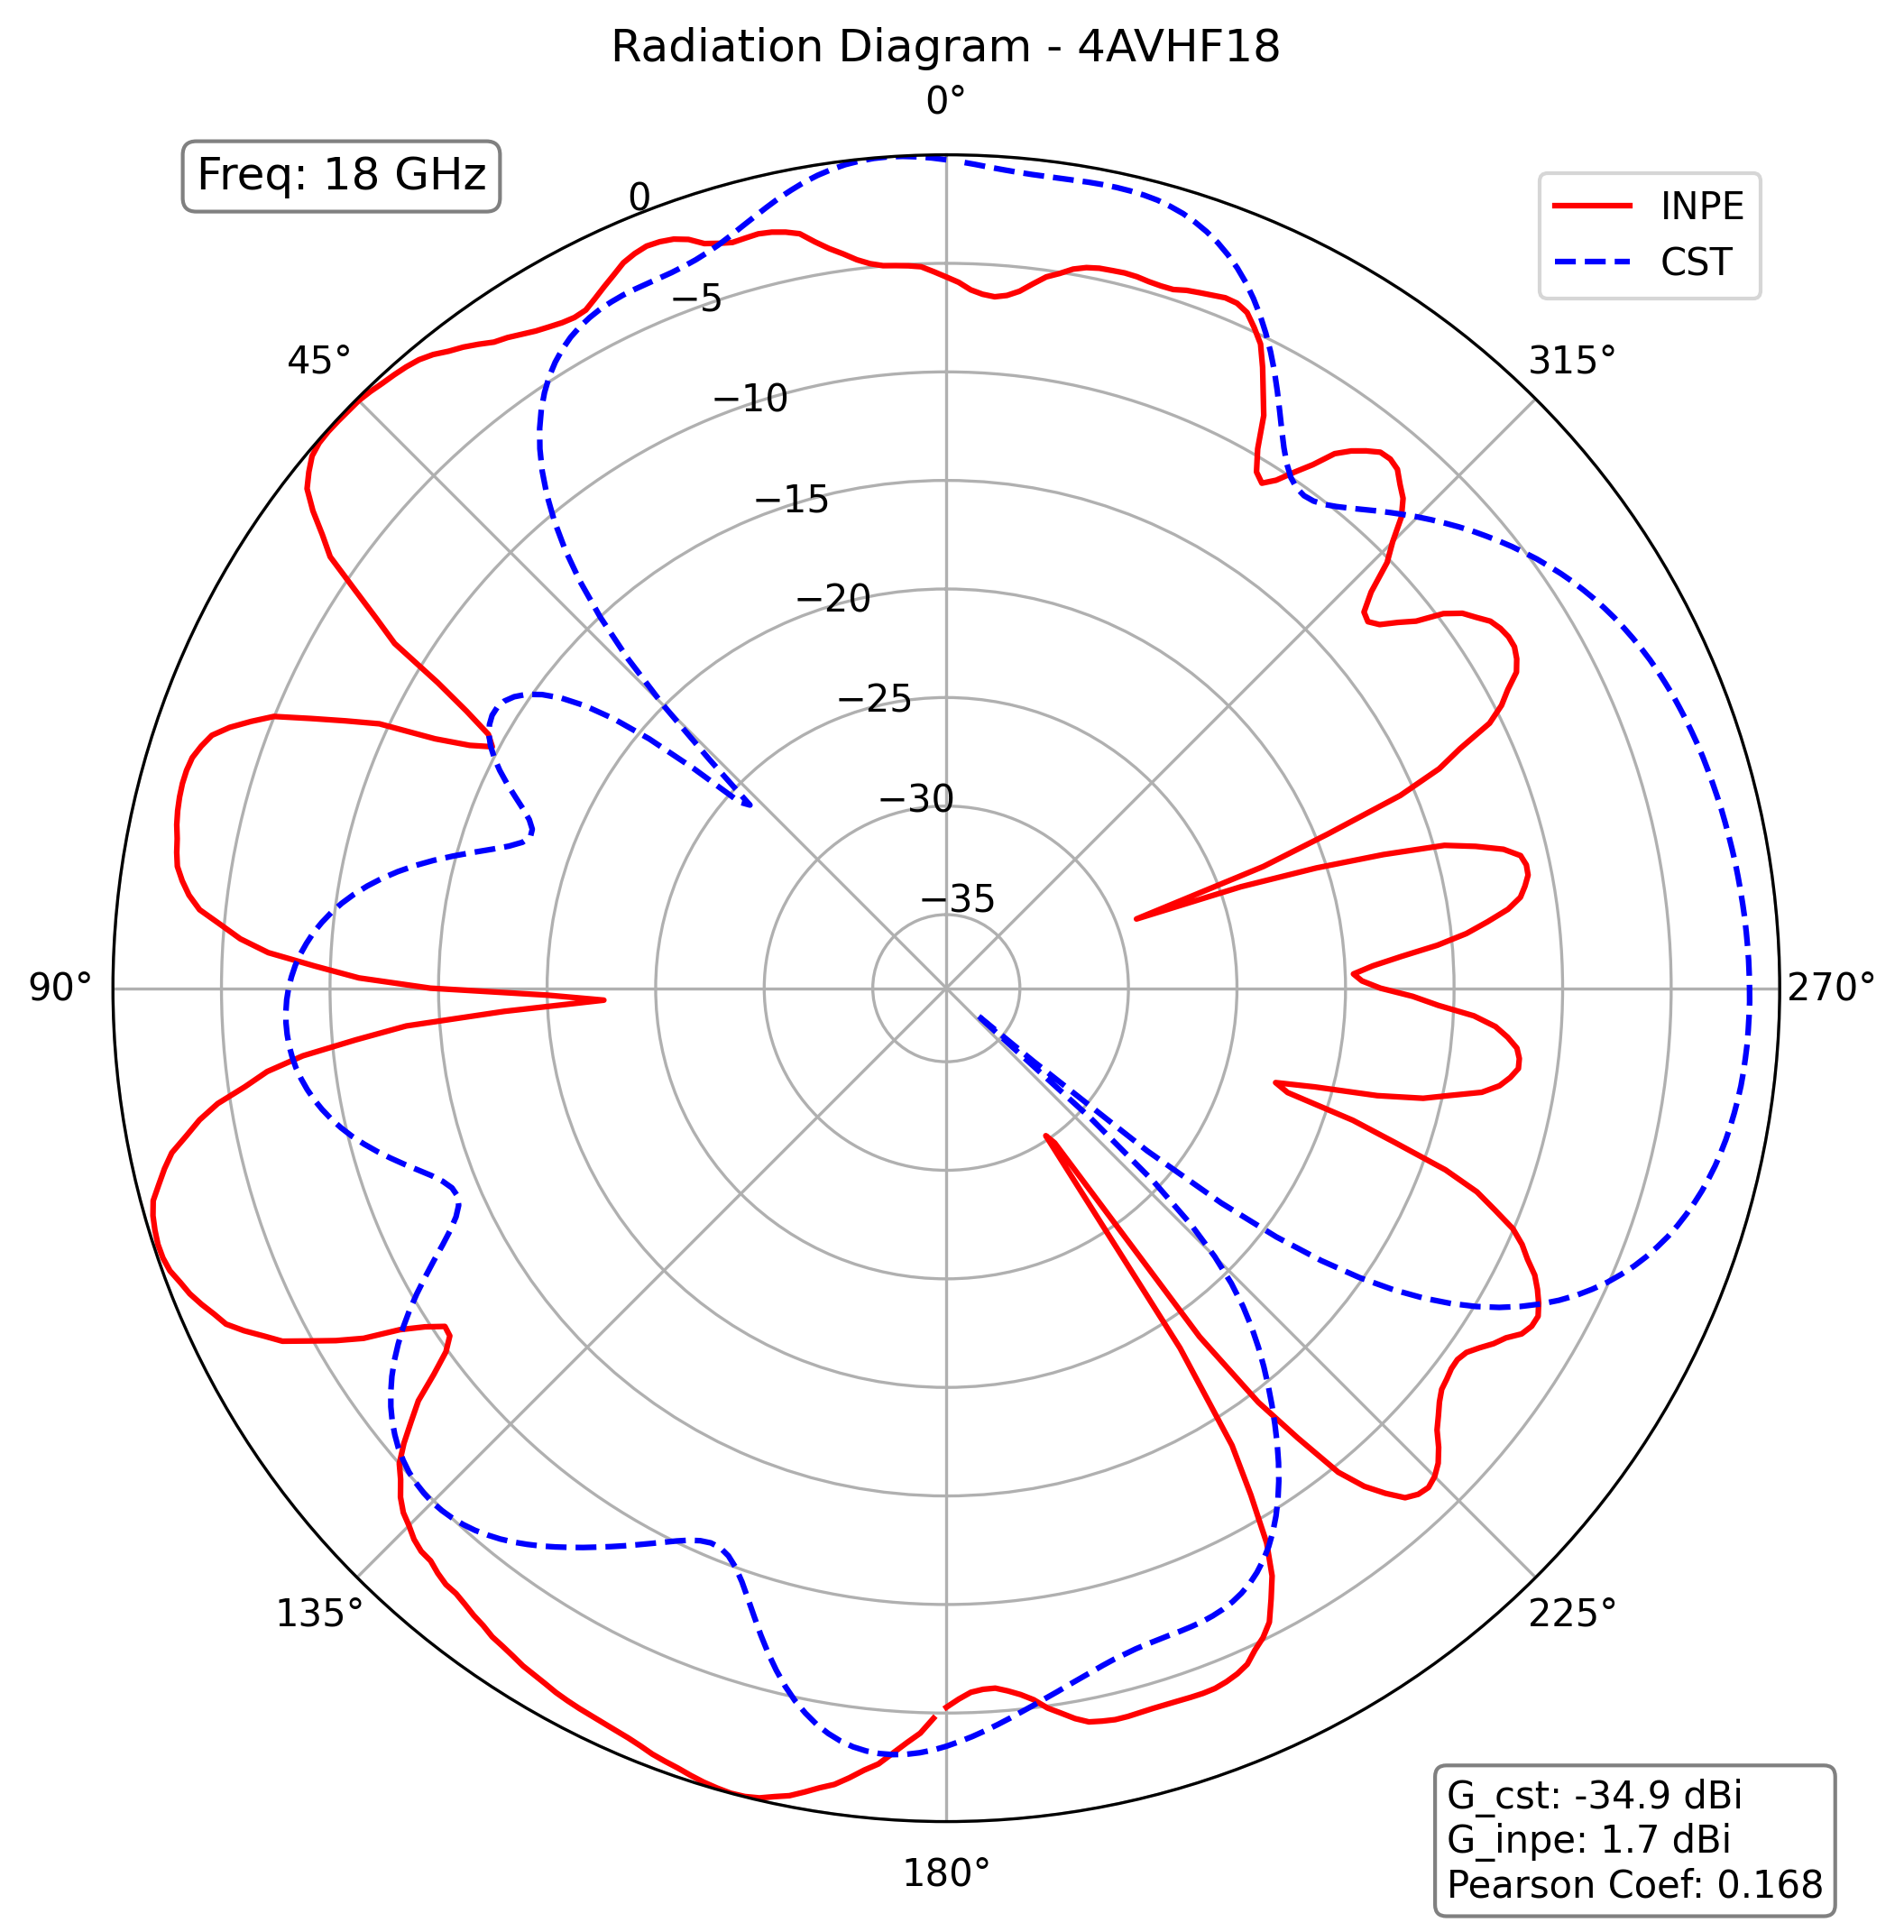 Radiation Diagram - 4AVHF18
0°
Freq: 18 GHz
0
INPE
CST
−5
45°
315°
−10
−15
−20
−25
−30
−35
90°
270°
135°
225°
180°
G_cst: -34.9 dBi
G_inpe: 1.7 dBi
Pearson Coef: 0.168